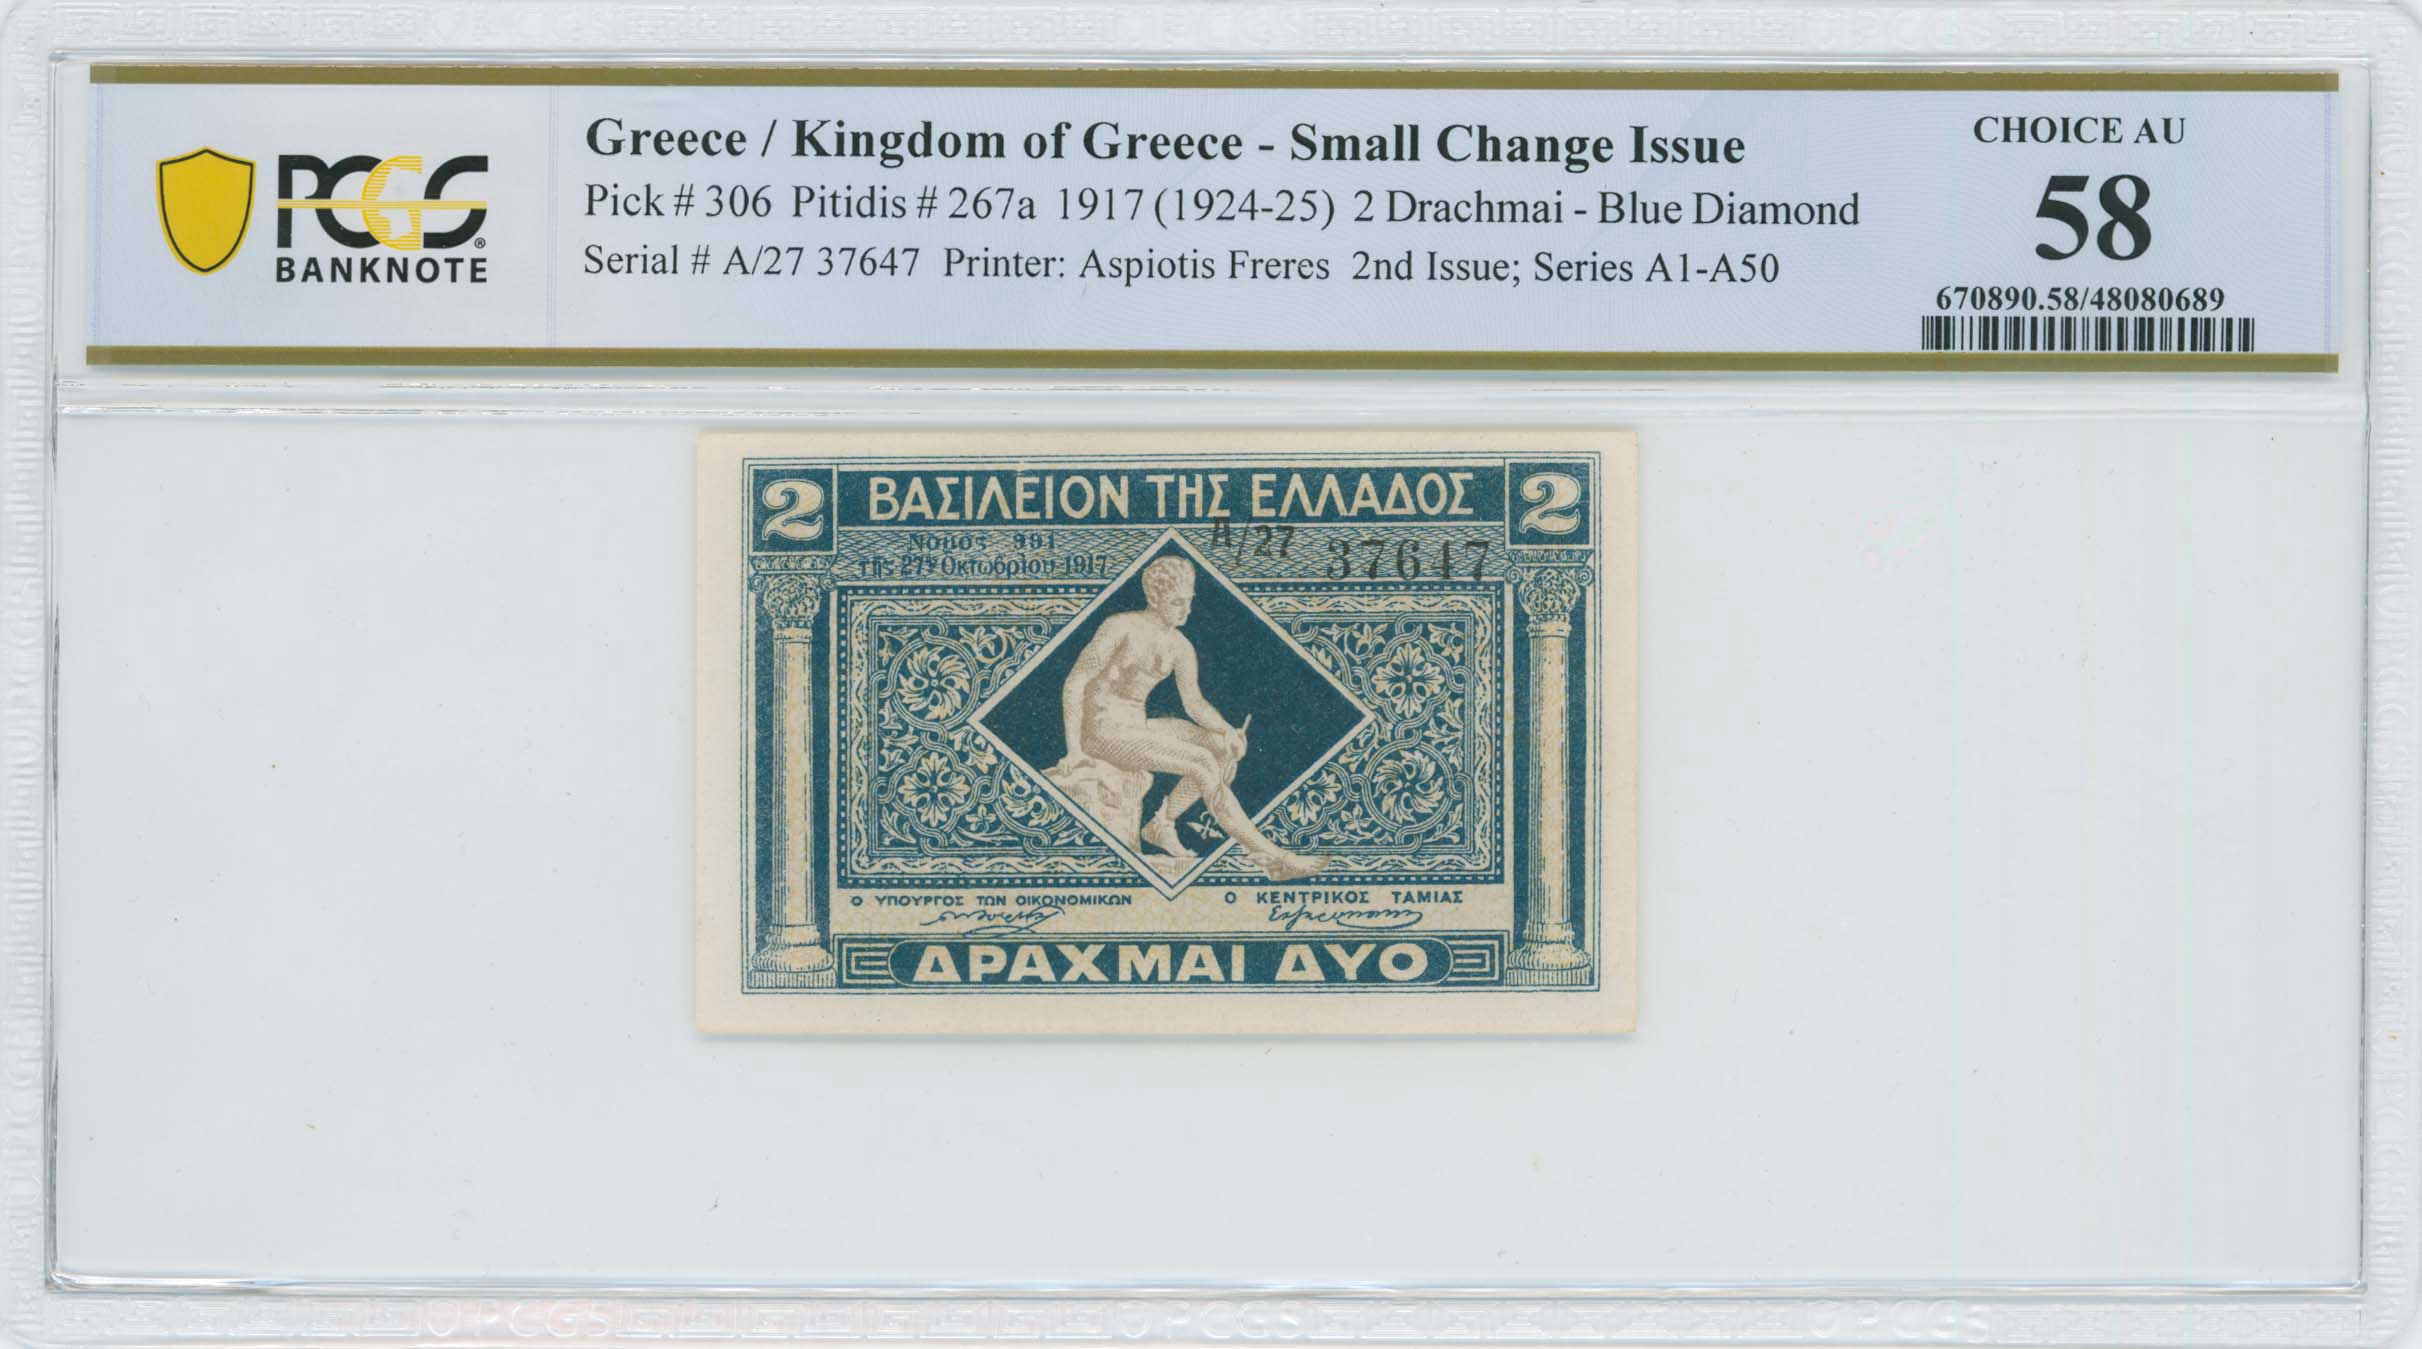 PCGS®
BANKNOTE
Greece / Kingdom of Greece - Small Change Issue
Pick # 306 Pitidis # 267a 1917 (1924-25) 2 Drachmai - Blue Diamond
Serial # A/27 37647 Printer: Aspiotis Freres 2nd Issue; Series A1-A50
CHOICE AU
58
670890.58/48080689
2 ΒΑΣΙΛΕΙΟΝ ΤΗΣ ΕΛΛΑΔΟΣ 2
Νόμος 991
τῆς 27ης Ὀκτωβρίου 1917
A/27 37647
Ο ΥΠΟΥΡΓΟΣ ΤΩΝ ΟΙΚΟΝΟΜΙΚΩΝ
Ο ΚΕΝΤΡΙΚΟΣ ΤΑΜΙΑΣ
ΔΡΑΧΜΑΙ ΔΥΟ